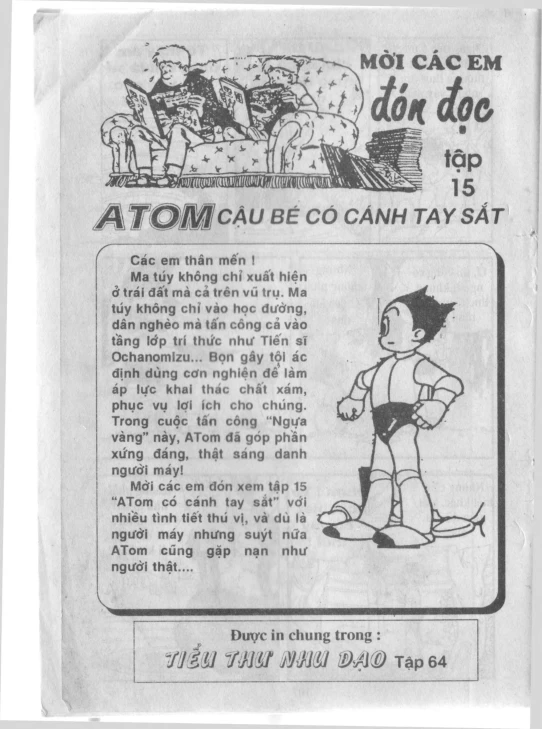 MỜI CÁC EM
đón đọc
tập
15
ATOM CẬU BÉ CÓ CÁNH TAY SẮT
Các em thân mến !
Ma túy không chỉ xuất hiện
ở trái đất mà cả trên vũ trụ. Ma
túy không chỉ vào học đường,
dân nghèo mà tấn công cả vào
tầng lớp trí thức như Tiến sĩ
Ochanomizu... Bọn gây tội ác
định dùng cơn nghiện để làm
áp lực khai thác chất xám,
phục vụ lợi ích cho chúng.
Trong cuộc tấn công "Ngựa
vàng" này, ATom đã góp phần
xứng đáng, thật sáng danh
người máy!
Mời các em đón xem tập 15
"ATom có cánh tay sắt" với
nhiều tình tiết thú vị, và dù là
người máy nhưng suýt nữa
ATom cũng gặp nạn như
người thật....
Được in chung trong :
TIỂU THƯ NHU ĐẠO Tập 64